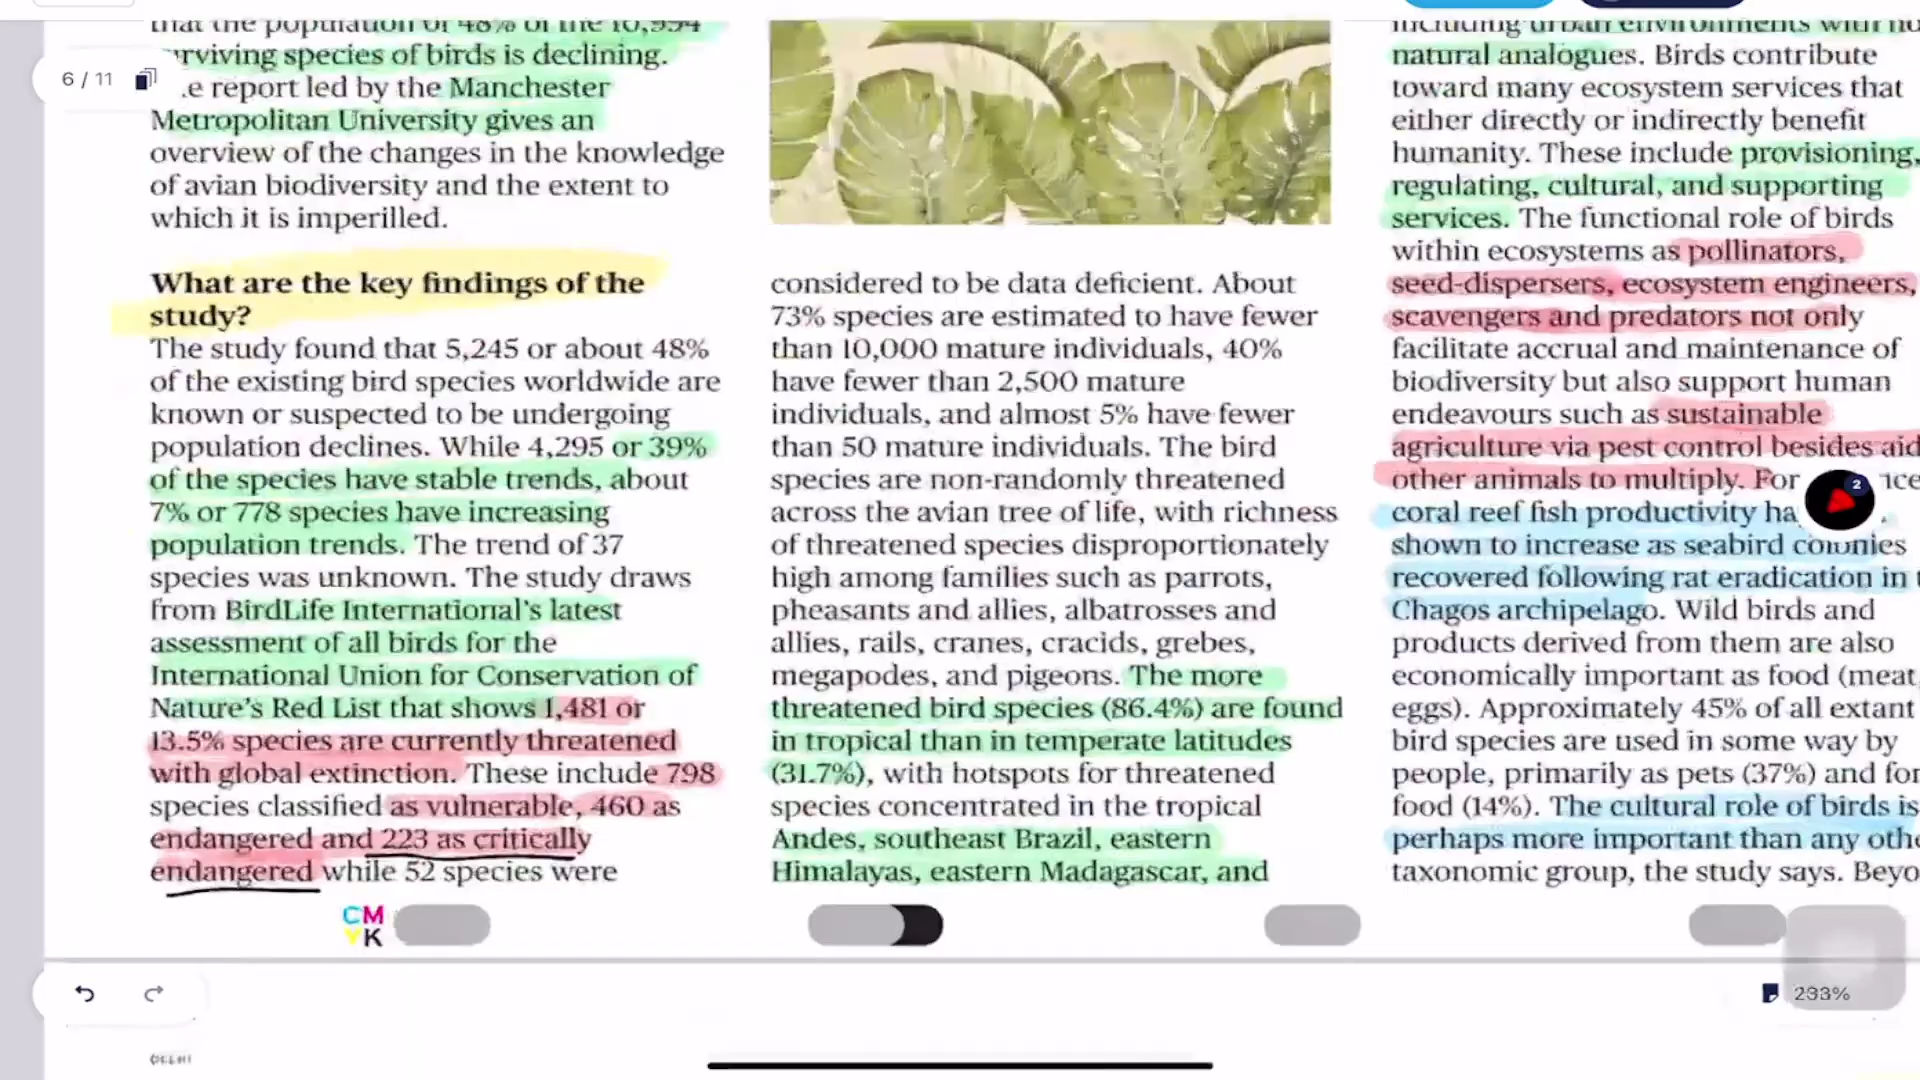 that the population of 48% of the 10,994
rviving species of birds is declining.
.e report led by the Manchester
Metropolitan University gives an
overview of the changes in the knowledge
of avian biodiversity and the extent to
which it is imperilled.
What are the key findings of the
study?
The study found that 5,245 or about 48%
of the existing bird species worldwide are
known or suspected to be undergoing
population declines. While 4,295 or 39%
of the species have stable trends, about
7% or 778 species have increasing
population trends. The trend of 37
species was unknown. The study draws
from BirdLife International’s latest
assessment of all birds for the
International Union for Conservation of
Nature’s Red List that shows 1,481 or
13.5% species are currently threatened
with global extinction. These include 798
species classified as vulnerable, 460 as
endangered and 223 as critically
endangered while 52 species were
considered to be data deficient. About
73% species are estimated to have fewer
than 10,000 mature individuals, 40%
have fewer than 2,500 mature
individuals, and almost 5% have fewer
than 50 mature individuals. The bird
species are non-randomly threatened
across the avian tree of life, with richness
of threatened species disproportionately
high among families such as parrots,
pheasants and allies, albatrosses and
allies, rails, cranes, cracids, grebes,
megapodes, and pigeons. The more
threatened bird species (86.4%) are found
in tropical than in temperate latitudes
(31.7%), with hotspots for threatened
species concentrated in the tropical
Andes, southeast Brazil, eastern
Himalayas, eastern Madagascar, and
including urban environments with no
natural analogues. Birds contribute
toward many ecosystem services that
either directly or indirectly benefit
humanity. These include provisioning,
regulating, cultural, and supporting
services. The functional role of birds
within ecosystems as pollinators,
seed-dispersers, ecosystem engineers,
scavengers and predators not only
facilitate accrual and maintenance of
biodiversity but also support human
endeavours such as sustainable
agriculture via pest control besides aid
other animals to multiply. For
coral reef fish productivity ha
shown to increase as seabird colonies
recovered following rat eradication in
Chagos archipelago. Wild birds and
products derived from them are also
economically important as food (meat,
eggs). Approximately 45% of all extant
bird species are used in some way by
people, primarily as pets (37%) and for
food (14%). The cultural role of birds is
perhaps more important than any othe
taxonomic group, the study says. Beyo
6 / 11
2
CM
YK
233%
DELHI